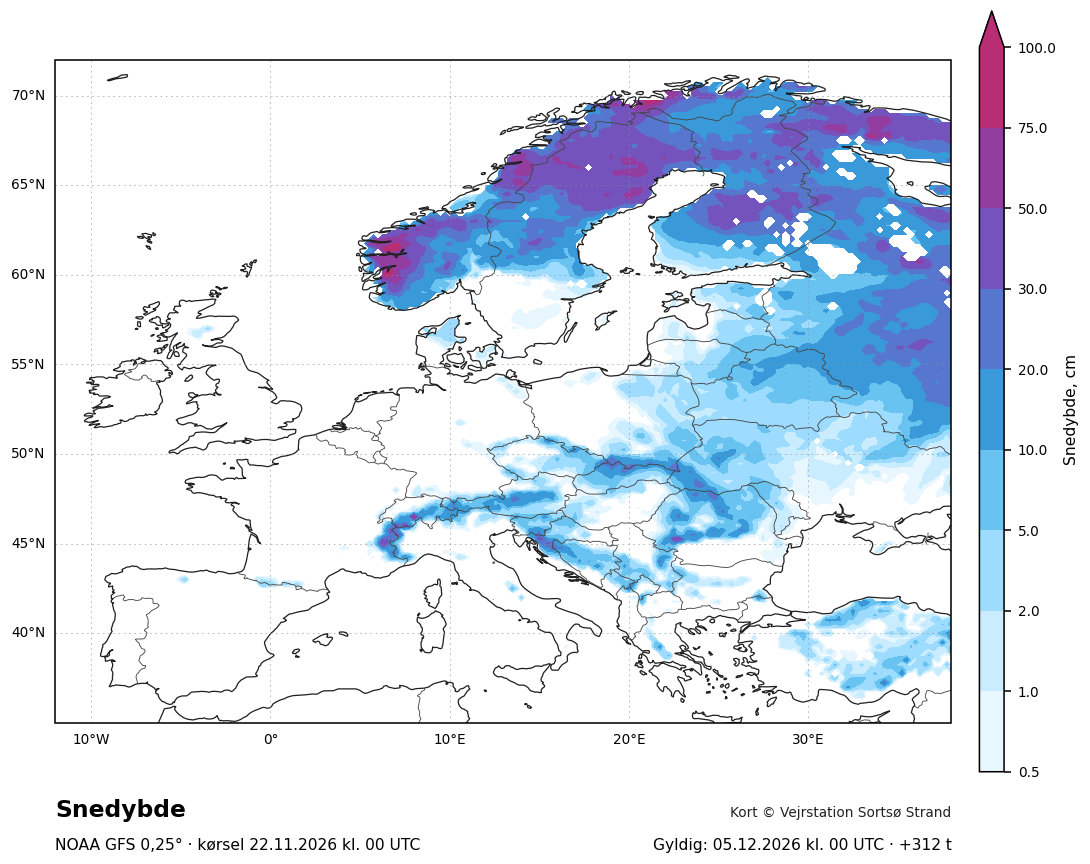 100.0
75.0
50.0
30.0
20.0
10.0
5.0
2.0
1.0
0.5
Snedybde, cm
70°N
65°N
60°N
55°N
50°N
45°N
40°N
10°W 0° 10°E 20°E 30°E
Snedybde
Kort © Vejrstation Sortsø Strand
NOAA GFS 0,25° · kørsel 22.11.2026 kl. 00 UTC
Gyldig: 05.12.2026 kl. 00 UTC · +312 t